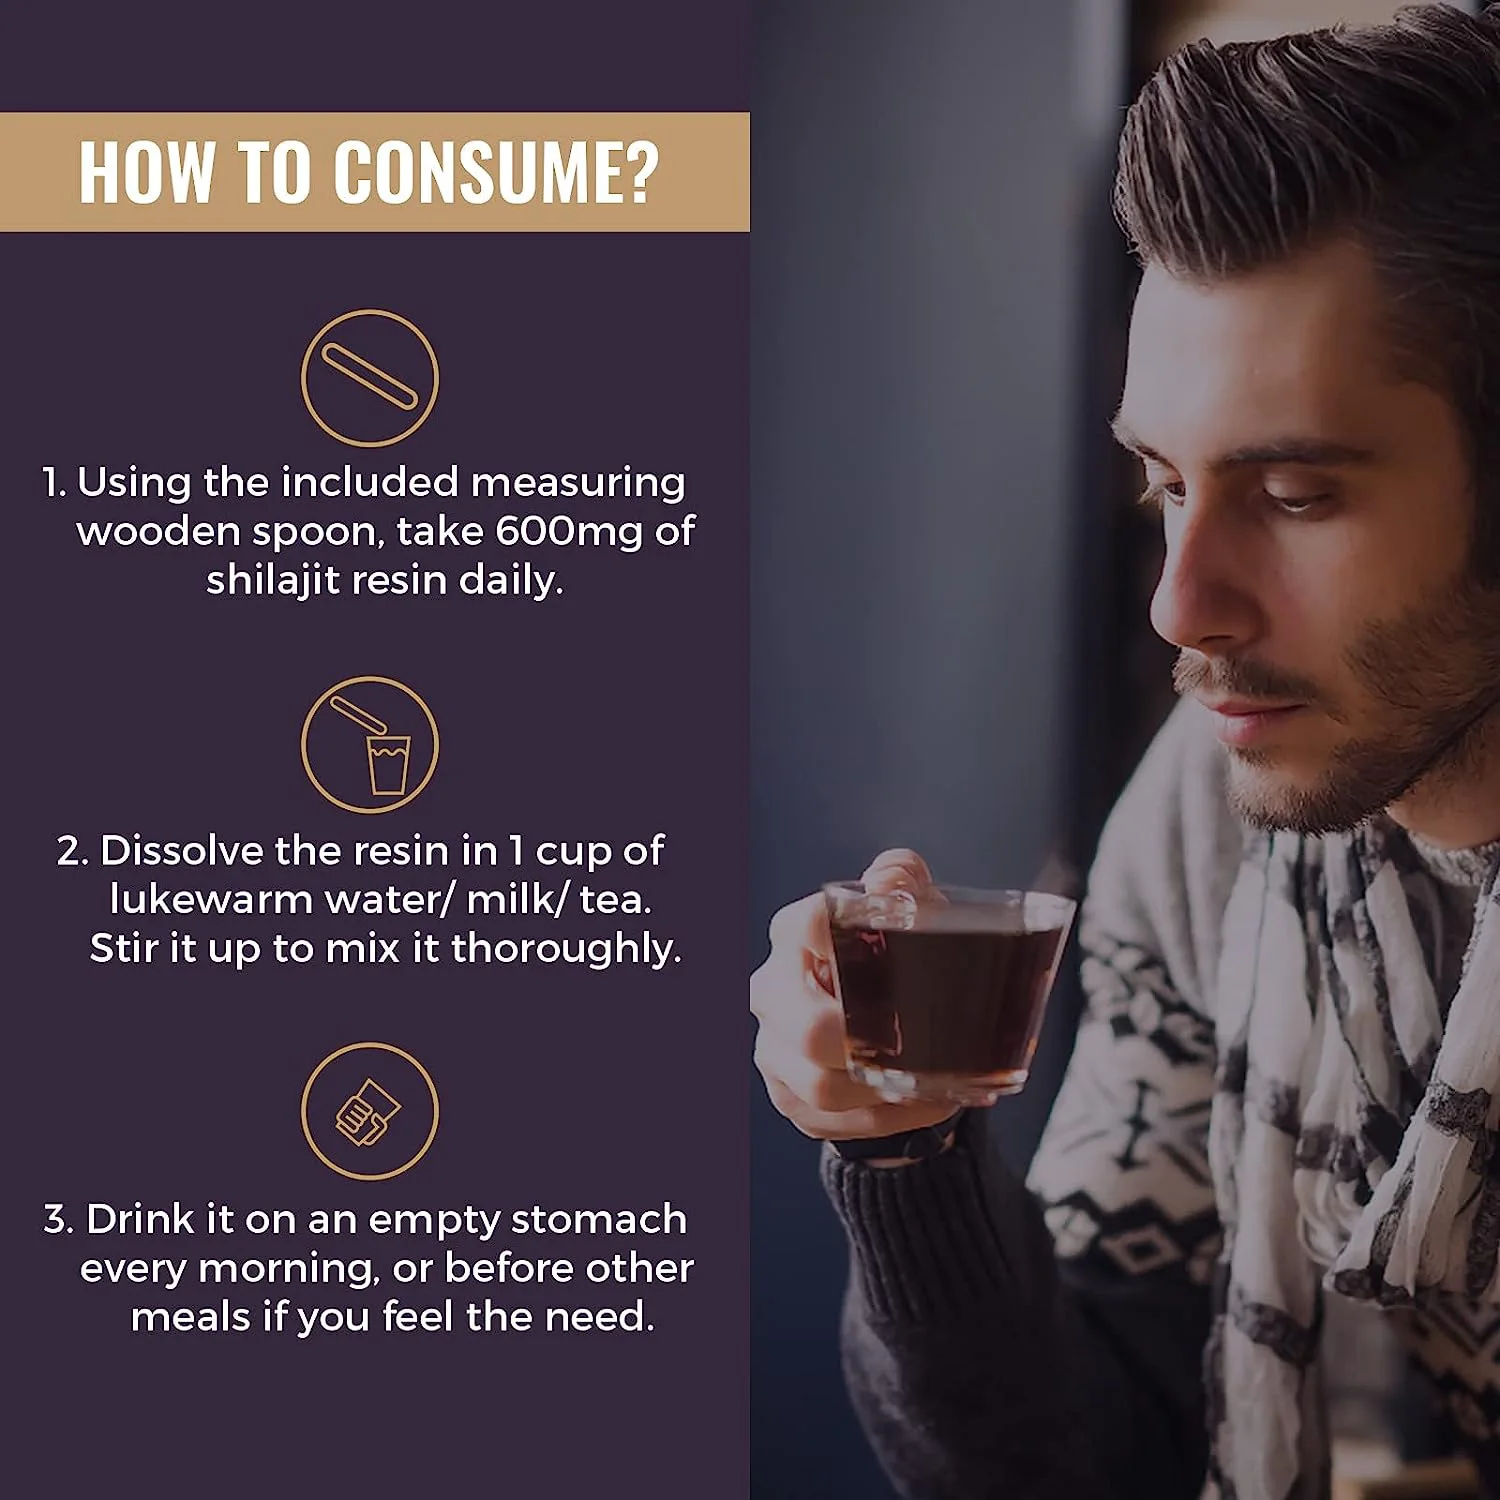 HOW TO CONSUME?
1. Using the included measuring
wooden spoon, take 600mg of
shilajit resin daily.
2. Dissolve the resin in 1 cup of
lukewarm water/ milk/ tea.
Stir it up to mix it thoroughly.
3. Drink it on an empty stomach
every morning, or before other
meals if you feel the need.